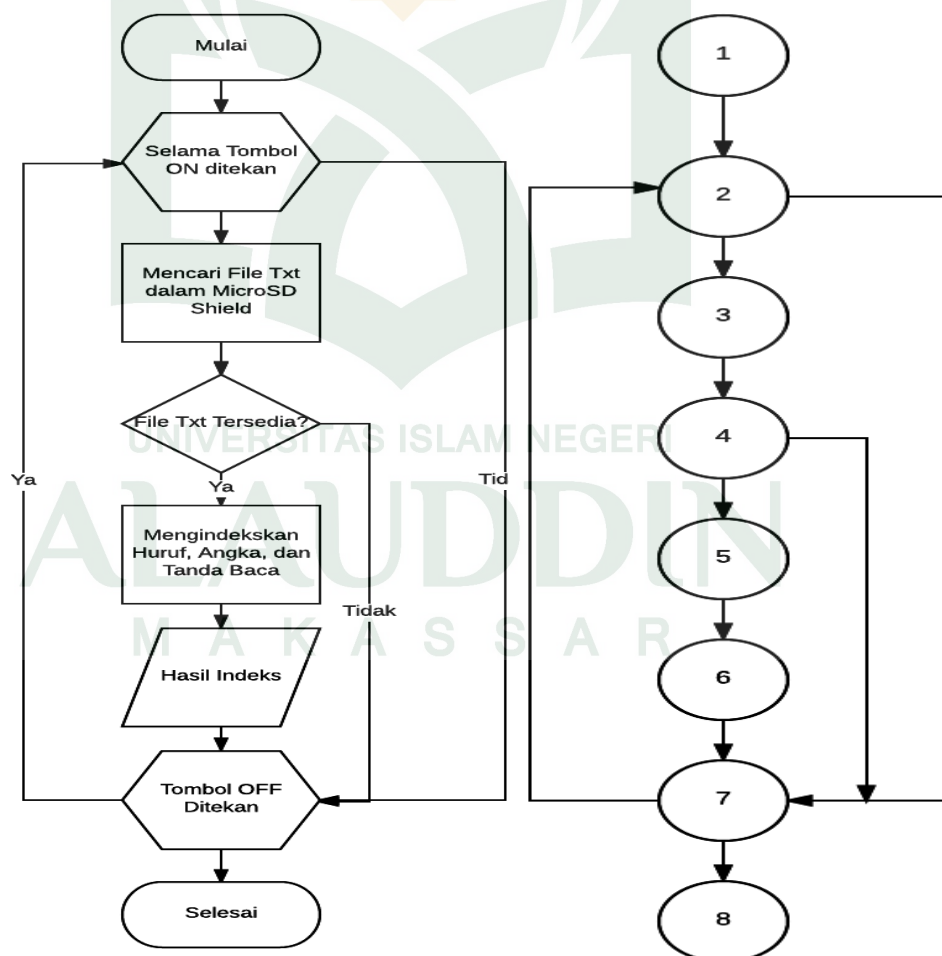 Mulai
Selama Tombol
ON ditekan
Mencari File Txt
dalam MicroSD
Shield
File Txt Tersedia?
Ya
Ya
Tid
Mengindekskan
Huruf, Angka, dan
Tanda Baca
Tidak
Hasil Indeks
Tombol OFF
Ditekan
Selesai
1
2
3
4
5
6
7
8
UNIVERSITAS ISLAM NEGERI
ALAUDDIN
MAKASSAR